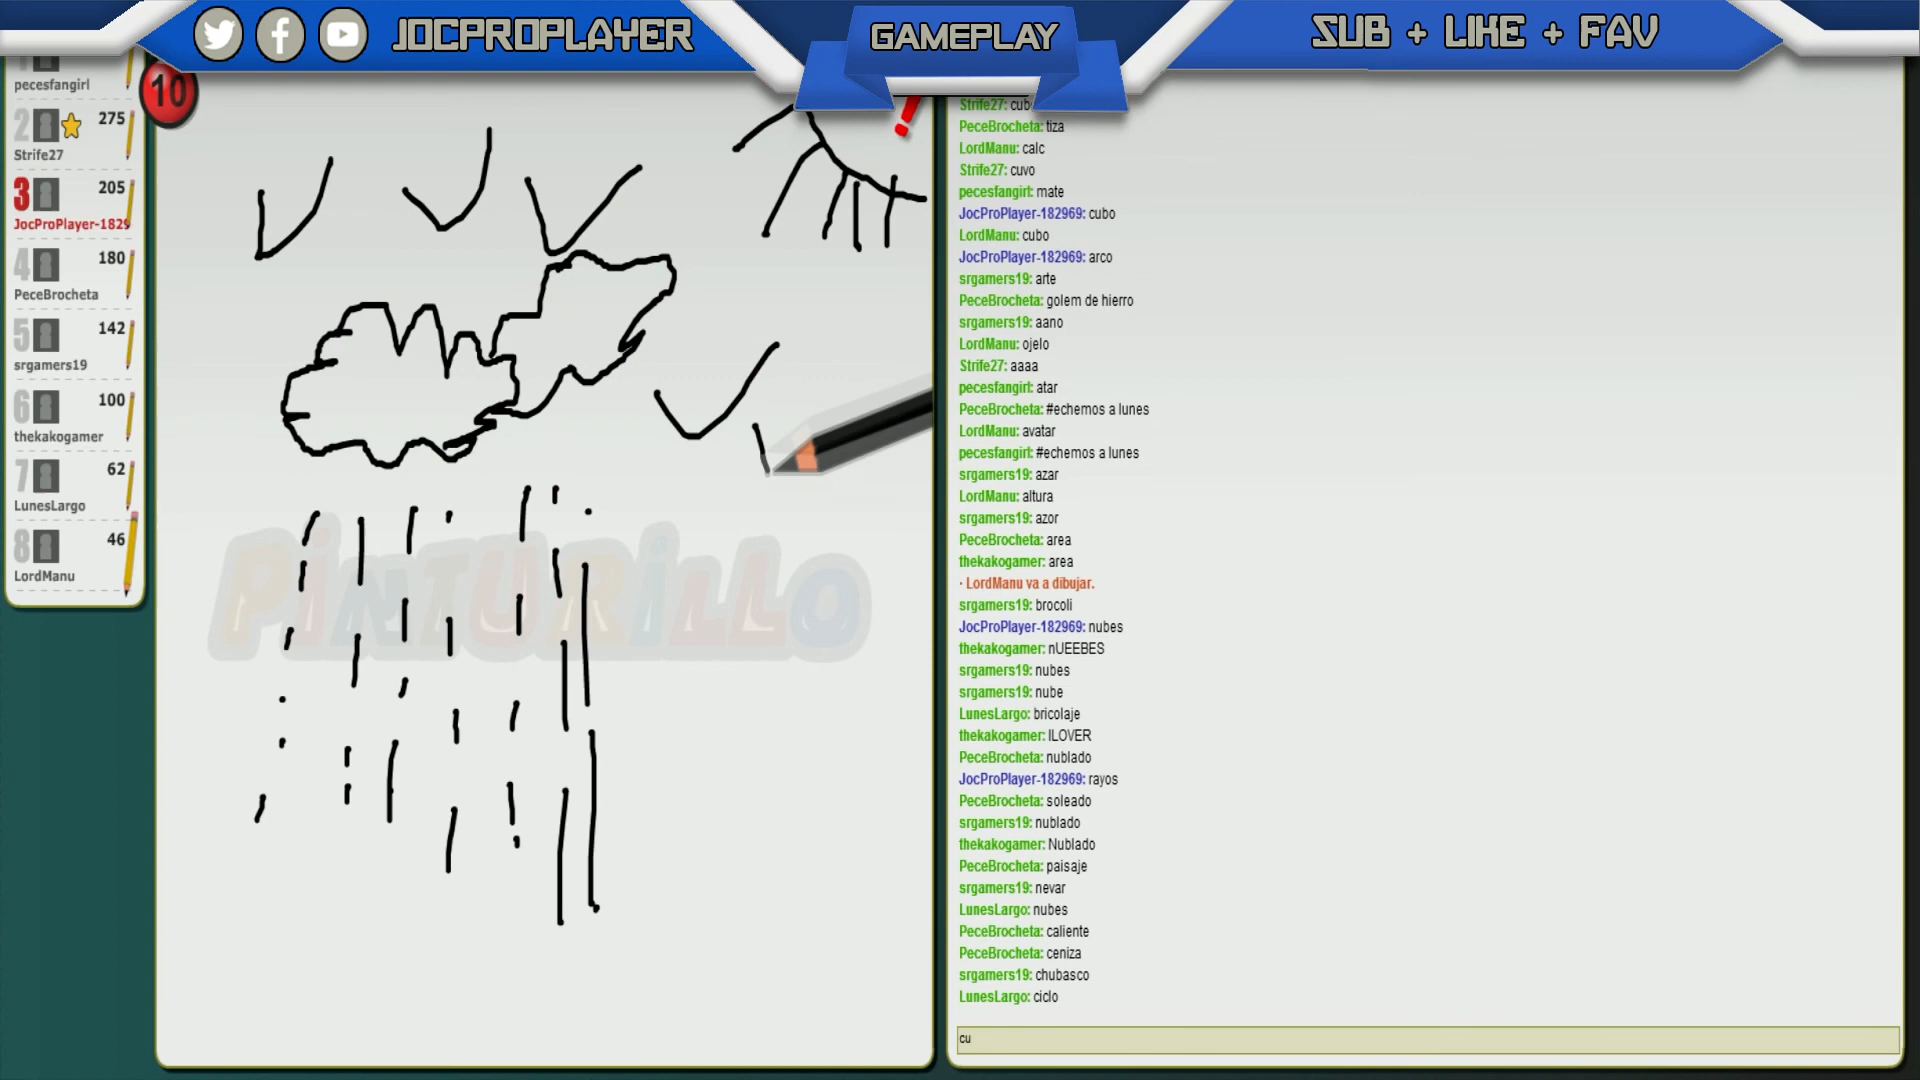 JOCPROPLAYER
GAMEPLAY
SUB + LIKE + FAV
10
pecesfangirl
2 275
Strife27
3 205
JocProPlayer-1829
4 180
PeceBrocheta
5 142
srgamers19
6 100
thekakogamer
7 62
LunesLargo
8 46
LordManu
PINTURILLO
Strife27: cub
PeceBrocheta: tiza
LordManu: calc
Strife27: cuvo
pecesfangirl: mate
JocProPlayer-182969: cubo
LordManu: cubo
JocProPlayer-182969: arco
srgamers19: arte
PeceBrocheta: golem de hierro
srgamers19: aano
LordManu: ojelo
Strife27: aaaa
pecesfangirl: atar
PeceBrocheta: #echemos a lunes
LordManu: avatar
pecesfangirl: #echemos a lunes
srgamers19: azar
LordManu: altura
srgamers19: azor
PeceBrocheta: area
thekakogamer: area
· LordManu va a dibujar.
srgamers19: brocoli
JocProPlayer-182969: nubes
thekakogamer: nUEEBES
srgamers19: nubes
srgamers19: nube
LunesLargo: bricolaje
thekakogamer: lLOVER
PeceBrocheta: nublado
JocProPlayer-182969: rayos
PeceBrocheta: soleado
srgamers19: nublado
thekakogamer: Nublado
PeceBrocheta: paisaje
srgamers19: nevar
LunesLargo: nubes
PeceBrocheta: caliente
PeceBrocheta: ceniza
srgamers19: chubasco
LunesLargo: ciclo
cu